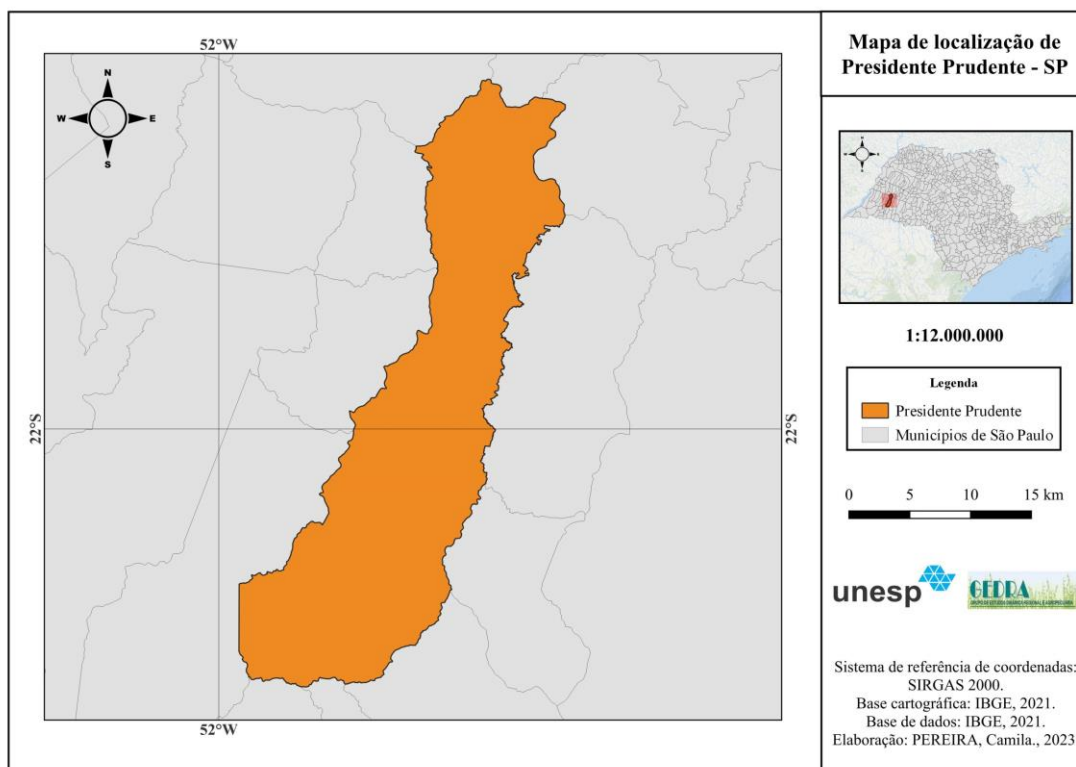 Mapa de localização de
Presidente Prudente - SP
52°W
N
W E
S
22°S
22°S
52°W
1:12.000.000
Legenda
Presidente Prudente
Municípios de São Paulo
0 5 10 15 km
unesp
GEDRA
Sistema de referência de coordenadas:
SIRGAS 2000.
Base cartográfica: IBGE, 2021.
Base de dados: IBGE, 2021.
Elaboração: PEREIRA, Camila., 2023